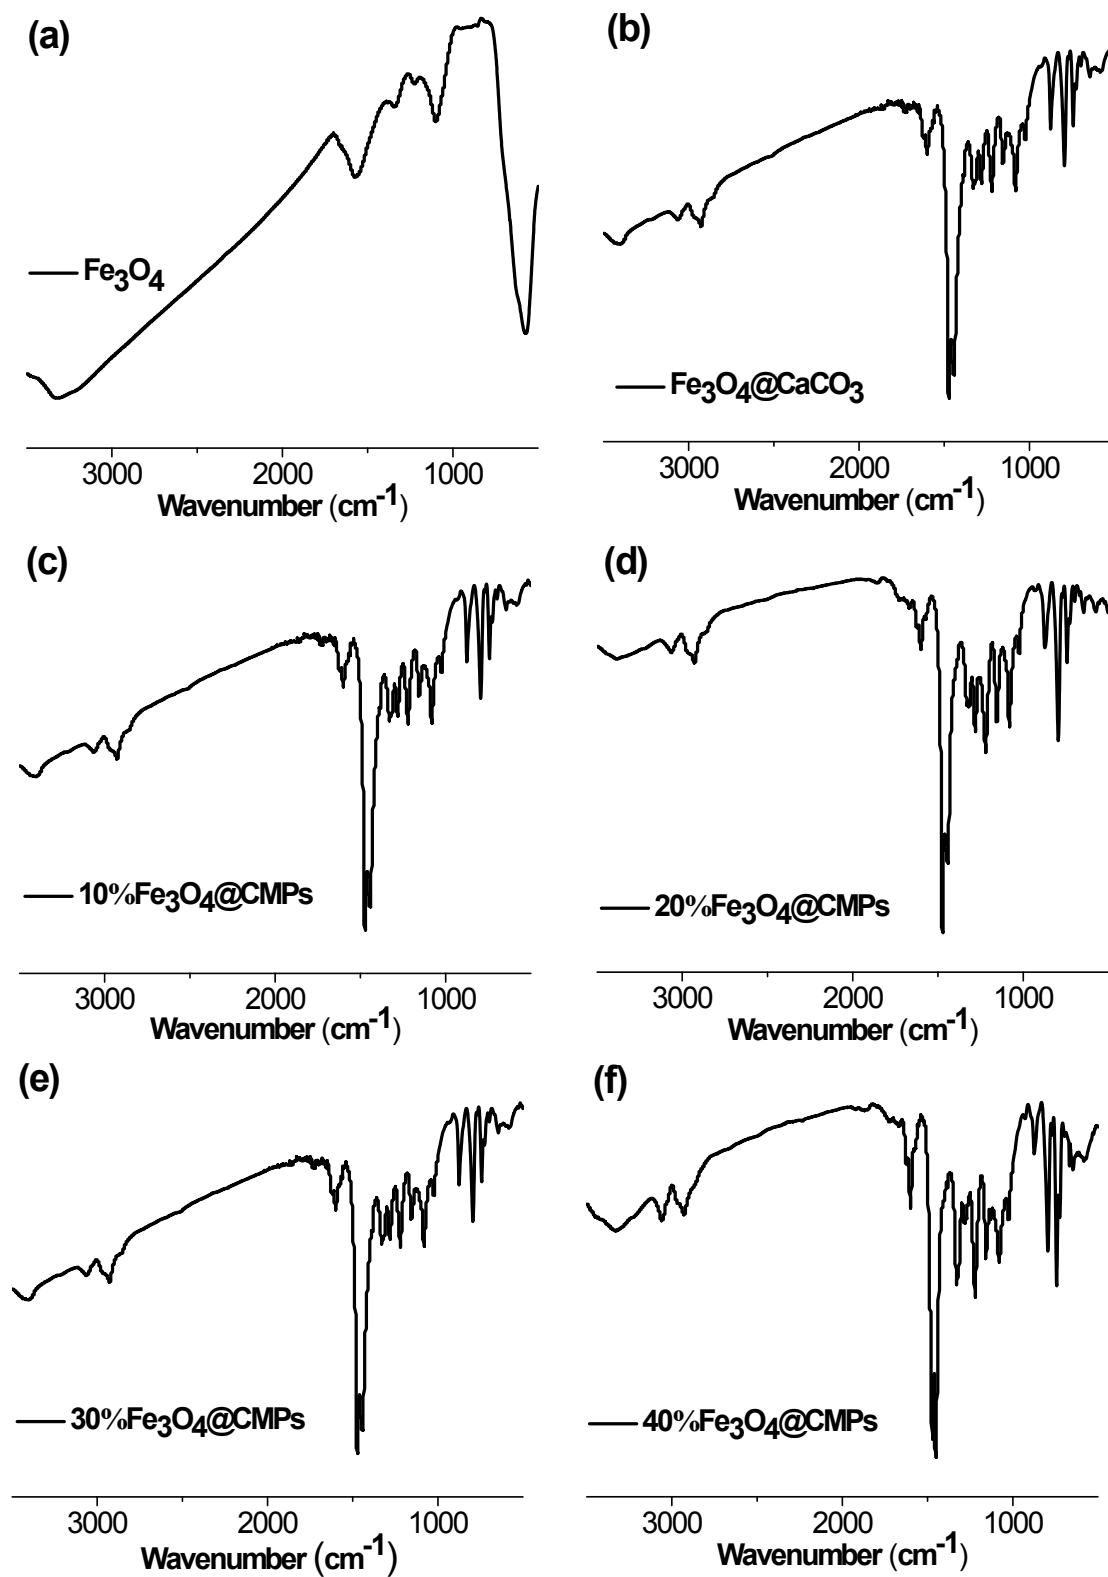 (a)
Fe3O4
3000 2000 1000
Wavenumber (cm-1)
(b)
Fe3O4@CaCO3
3000 2000 1000
Wavenumber (cm-1)
(c)
10%Fe3O4@CMPs
3000 2000 1000
Wavenumber (cm-1)
(d)
20%Fe3O4@CMPs
3000 2000 1000
Wavenumber (cm-1)
(e)
30%Fe3O4@CMPs
3000 2000 1000
Wavenumber (cm-1)
(f)
40%Fe3O4@CMPs
3000 2000 1000
Wavenumber (cm-1)